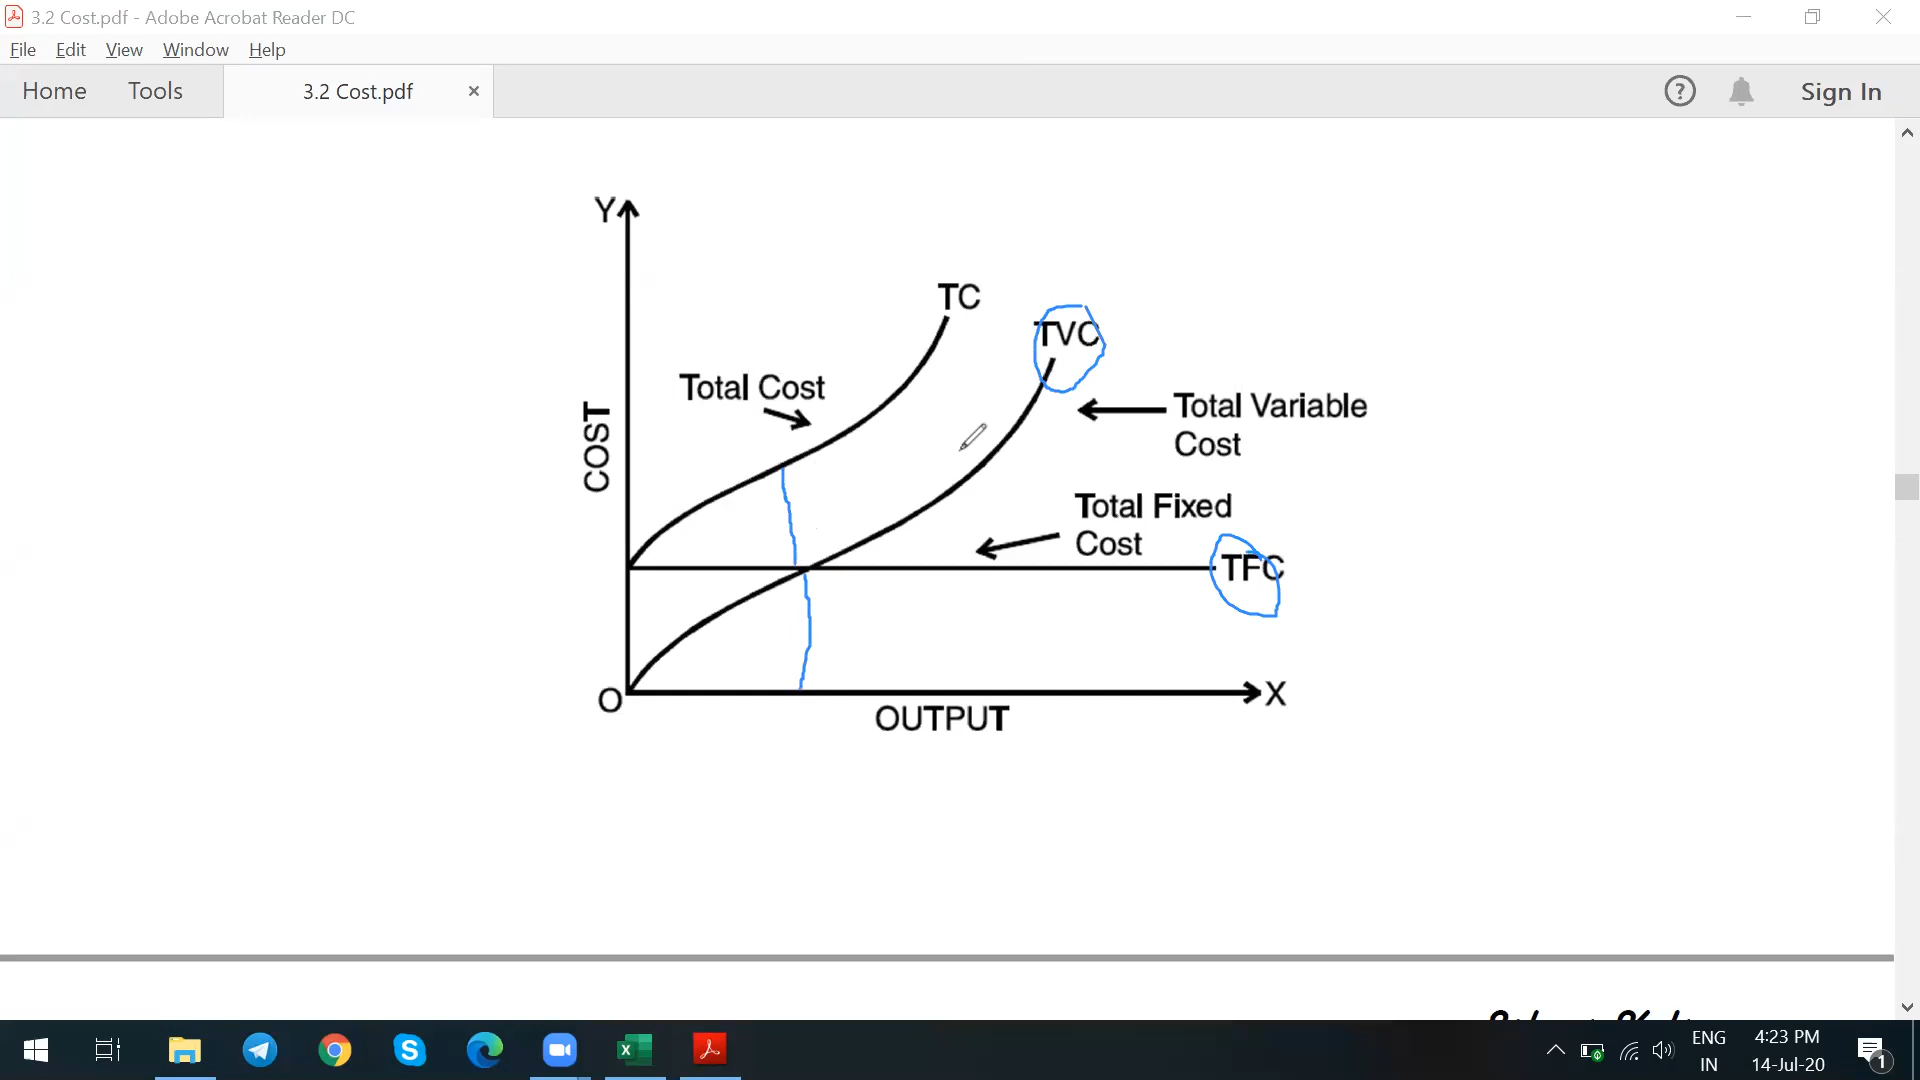 3.2 Cost.pdf - Adobe Acrobat Reader DC
File Edit View Window Help
Home Tools 3.2 Cost.pdf × ? Sign In
Y
TC
TVC
Total Cost
Total Variable
Cost
COST
Total Fixed
Cost
TFC
O
X
OUTPUT
ENG
IN
4:23 PM
14-Jul-20
1